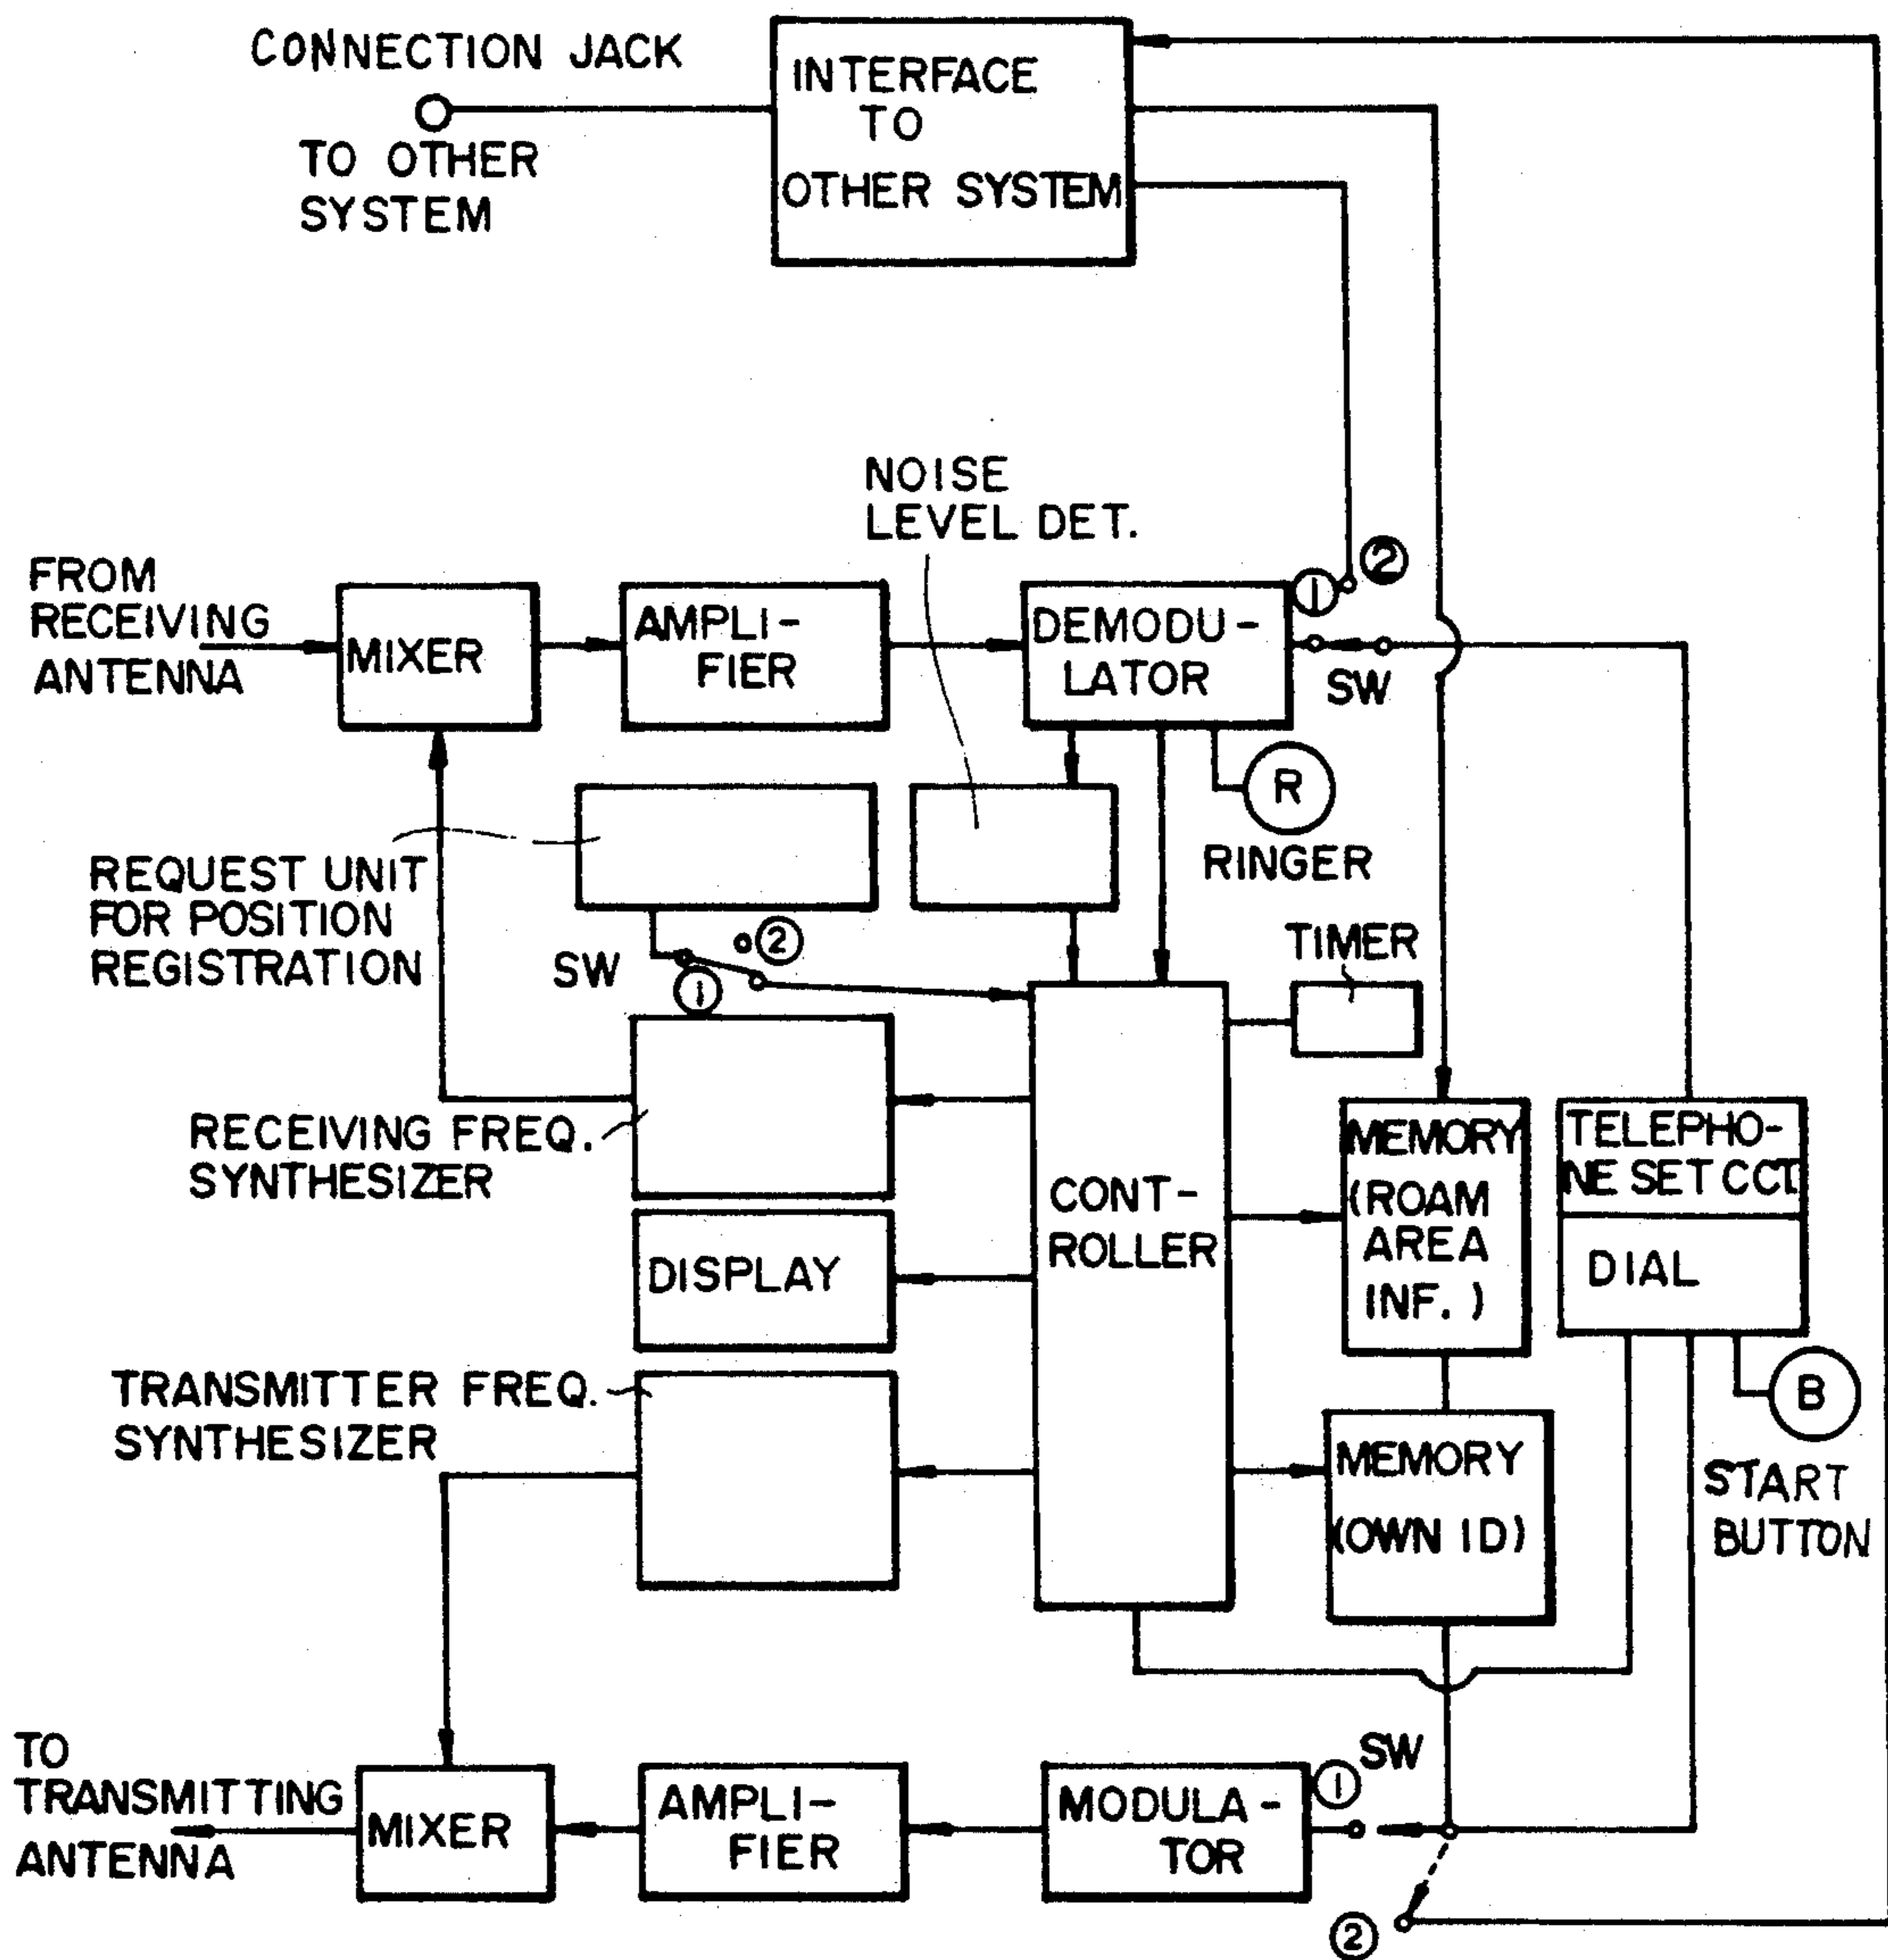 CONNECTION JACK
TO OTHER
SYSTEM
INTERFACE
TO
OTHER SYSTEM
NOISE
LEVEL DET.
FROM
RECEIVING
ANTENNA
MIXER
AMPLI-
FIER
DEMODU-
LATOR
①
②
SW
R
RINGER
REQUEST UNIT
FOR POSITION
REGISTRATION
SW
②
①
TIMER
RECEIVING FREQ.
SYNTHESIZER
DISPLAY
TRANSMITTER FREQ.
SYNTHESIZER
CONT-
ROLLER
MEMORY
(ROAM
AREA
INF.)
TELEPHO-
NE SET CCT.
DIAL
B
START
BUTTON
MEMORY
(OWN ID)
TO
TRANSMITTING
ANTENNA
MIXER
AMPLI-
FIER
MODULA-
TOR
①
SW
②